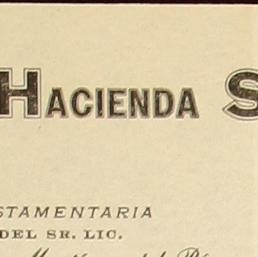 HACIENDA S
STAMENTARIA
DEL SR. LIC.